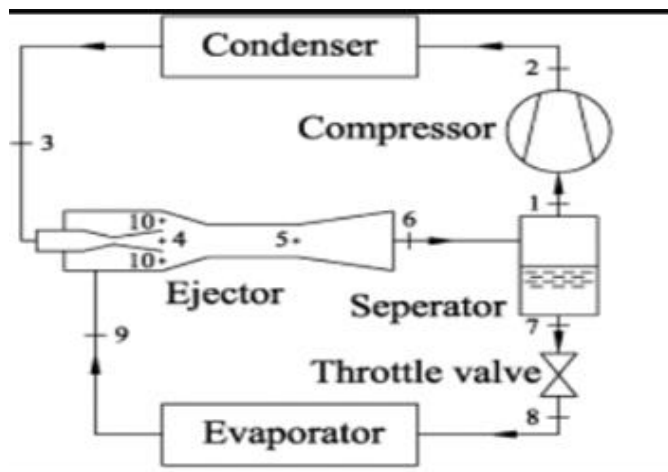 Condenser
2
Compressor
3
1
10
6
4
5
10
Ejector
Seperator
7
9
Throttle valve
8
Evaporator